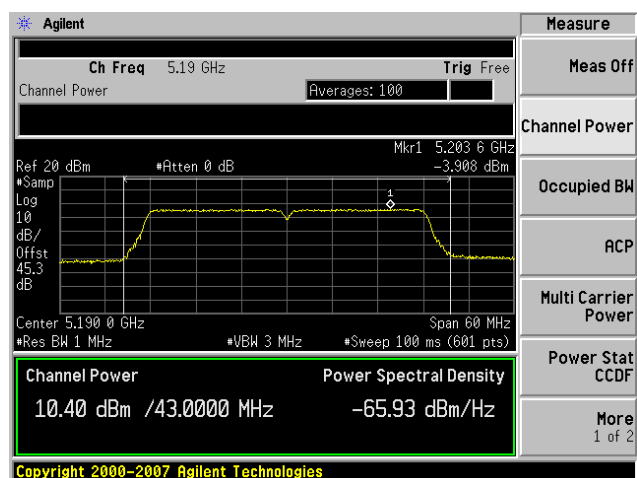 Agilent
Measure
Ch Freq 5.19 GHz Trig Free
Channel Power Averages: 100
Mkr1 5.203 6 GHz
Ref 20 dBm #Atten 0 dB -3.908 dBm
#Samp
Log
10
dB/
Offst
45.3
dB
1
Center 5.190 0 GHz Span 60 MHz
#Res BW 1 MHz #VBW 3 MHz #Sweep 100 ms (601 pts)
Channel Power Power Spectral Density
10.40 dBm /43.0000 MHz -65.93 dBm/Hz
Copyright 2000-2007 Agilent Technologies
Meas Off
Channel Power
Occupied BW
ACP
Multi Carrier
Power
Power Stat
CCDF
More
1 of 2